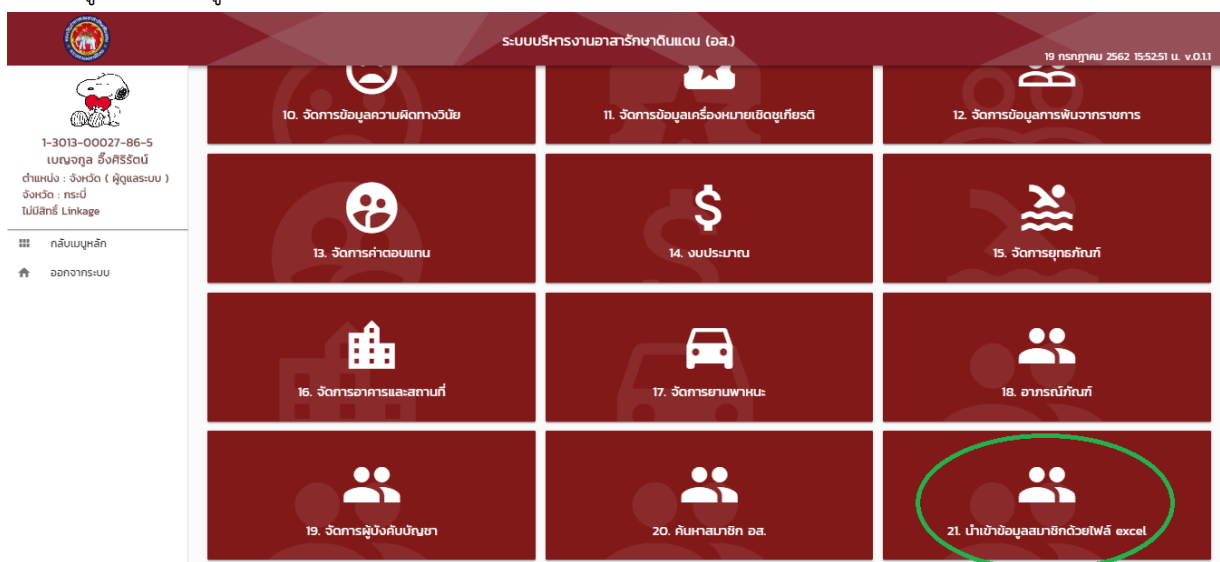 ระบบบริหารงานอาสารักษาดินแดน (อส.)
19 กรกฎาคม 2562 15:52:51 น. v.0.1.1
1-3013-00027-86-5
เบญจกูล อึ๊งศิริรัตน์
ตำแหน่ง : จังหวัด ( ผู้ดูแลระบบ )
จังหวัด : กระบี่
ไม่มีสิทธิ์ Linkage
กลับเมนูหลัก
ออกจากระบบ
10. จัดการข้อมูลความผิดทางวินัย
11. จัดการข้อมูลเครื่องหมายเชิดชูเกียรติ
12. จัดการข้อมูลการพ้นจากราชการ
13. จัดการค่าตอบแทน
14. งบประมาณ
15. จัดการยุทธภัณฑ์
16. จัดการอาคารและสถานที่
17. จัดการยานพาหนะ
18. อาภรณ์ภัณฑ์
19. จัดการผู้บังคับบัญชา
20. ค้นหาสมาชิก อส.
21. นำเข้าข้อมูลสมาชิกด้วยไฟล์ excel